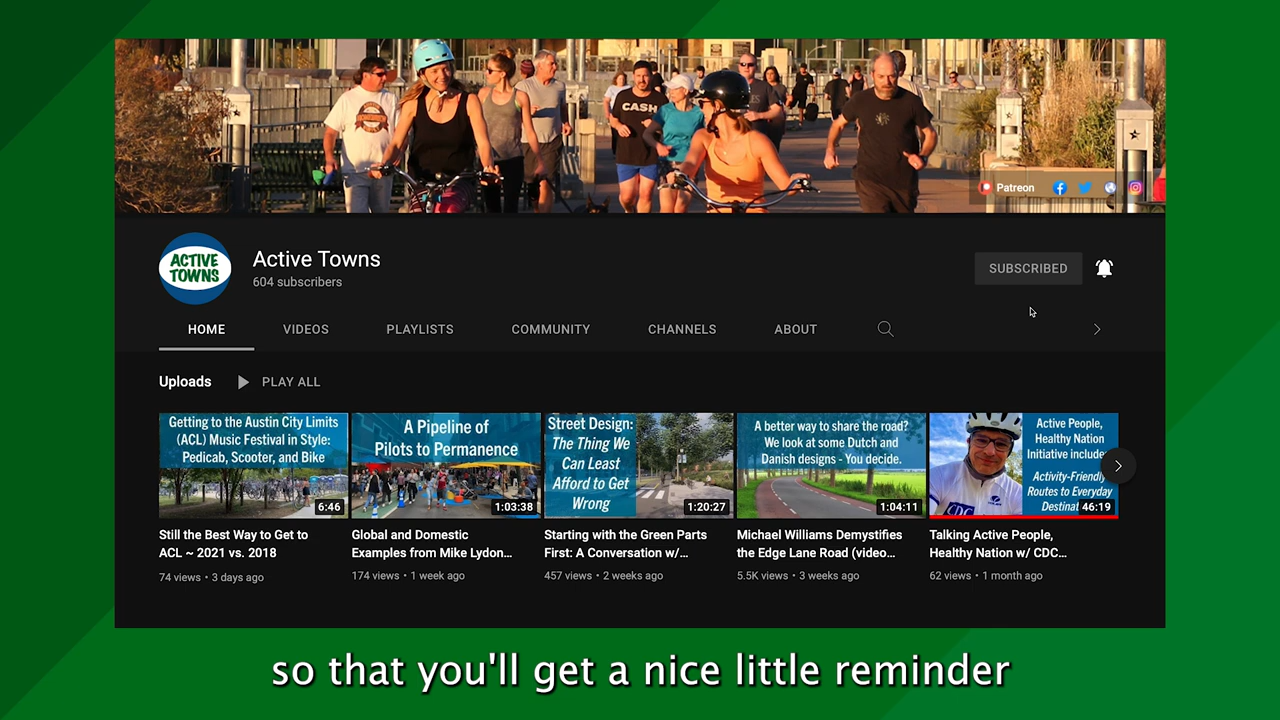 CASH
Patreon
ACTIVE
TOWNS
Active Towns
604 subscribers
SUBSCRIBED
HOME VIDEOS PLAYLISTS COMMUNITY CHANNELS ABOUT
Uploads PLAY ALL
Getting to the Austin City Limits
(ACL) Music Festival in Style:
Pedicab, Scooter, and Bike
6:46
Still the Best Way to Get to
ACL ~ 2021 vs. 2018
74 views • 3 days ago
A Pipeline of
Pilots to Permanence
1:03:38
Global and Domestic
Examples from Mike Lydon...
174 views • 1 week ago
Street Design:
The Thing We
Can Least
Afford to Get
Wrong
1:20:27
Starting with the Green Parts
First: A Conversation w/...
457 views • 2 weeks ago
A better way to share the road?
We look at some Dutch and
Danish designs - You decide.
1:04:11
Michael Williams Demystifies
the Edge Lane Road (video...
5.5K views • 3 weeks ago
Active People,
Healthy Nation
Initiative include
Activity-Friendly
Routes to Everyday
Destinat
46:19
Talking Active People,
Healthy Nation w/ CDC...
62 views • 1 month ago
so that you'll get a nice little reminder